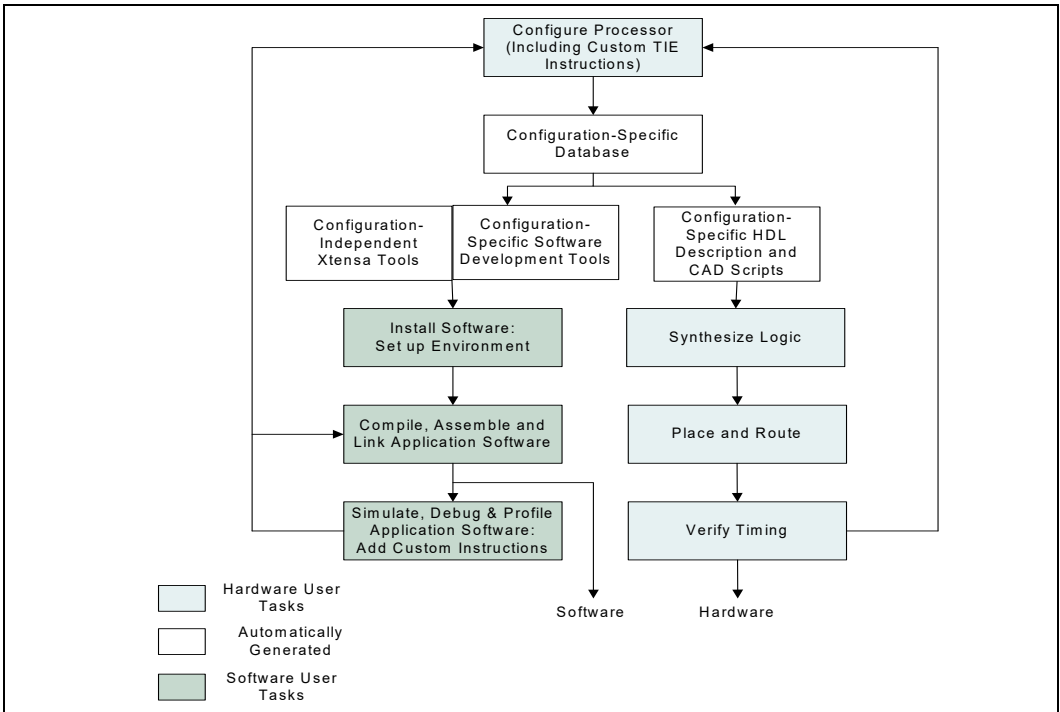 Configure Processor
(Including Custom TIE
Instructions)
Configuration-Specific
Database
Configuration-
Independent
Xtensa Tools
Configuration-
Specific Software
Development Tools
Configuration-
Specific HDL
Description and
CAD Scripts
Install Software:
Set up Environment
Synthesize Logic
Compile, Assemble and
Link Application Software
Place and Route
Simulate, Debug & Profile
Application Software:
Add Custom Instructions
Verify Timing
Software
Hardware
Hardware User
Tasks
Automatically
Generated
Software User
Tasks